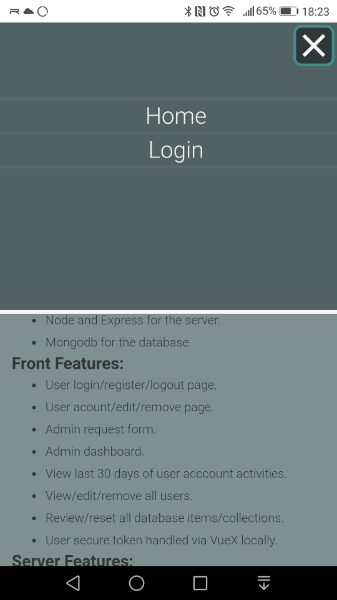 65% 18:23
Home
Login
Node and Express for the server.
Mongodb for the database.
Front Features:
User login/register/logout page.
User acount/edit/remove page.
Admin request form.
Admin dashboard.
View last 30 days of user acccount activities.
View/edit/remove all users.
Review/reset all database items/collections.
User secure token handled via VueX locally.
Server Features: